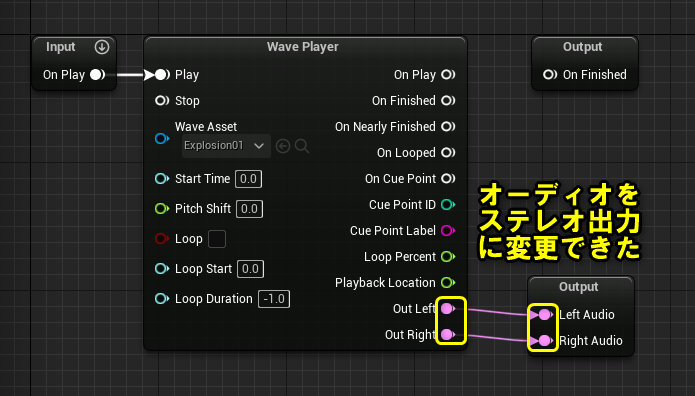 Input
On Play
Wave Player
Play
Stop
Wave Asset
Explosion01
Start Time 0.0
Pitch Shift 0.0
Loop
Loop Start 0.0
Loop Duration -1.0
On Play
On Finished
On Nearly Finished
On Looped
On Cue Point
Cue Point ID
Cue Point Label
Loop Percent
Playback Location
Out Left
Out Right
Output
On Finished
オーディオを
ステレオ出力
に変更できた
Output
Left Audio
Right Audio